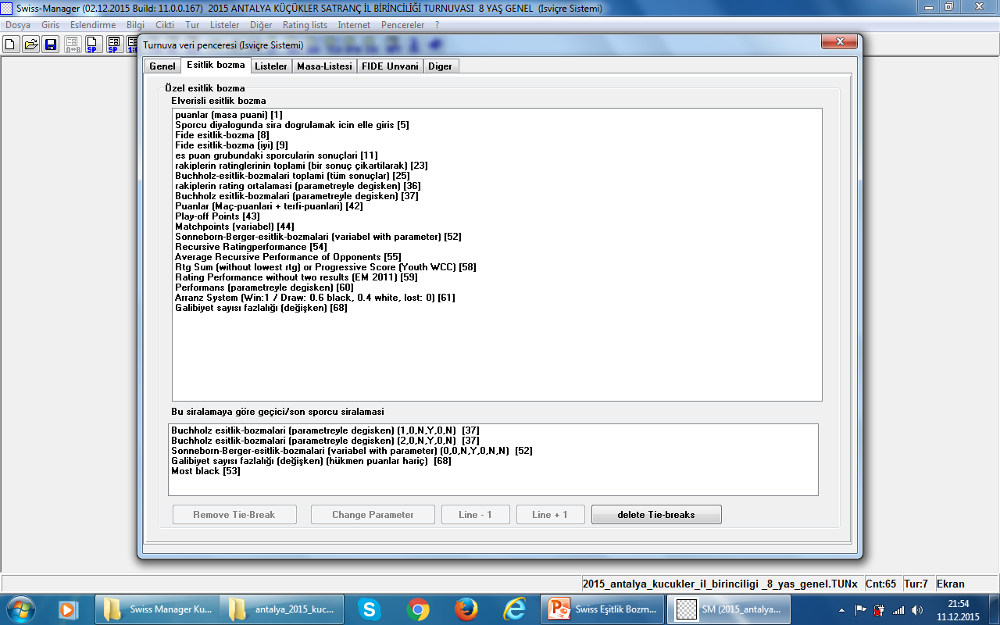 Swiss-Manager (02.12.2015 Build: 11.0.0.167)  2015 ANTALYA KÜÇÜKLER SATRANÇ İL BİRİNCİLİĞİ TURNUVASI  8 YAŞ GENEL  (Isviçre Sistemi)
Dosya Giris Eslendirme Bilgi Cikti Tur Listeler Diğer Rating lists Internet Pencereler ?
SP SP
Turnuva veri penceresi (Isviçre Sistemi)
Genel Esitlik bozma Listeler Masa-Listesi FIDE Unvani Diger
Özel esitlik bozma
Elverisli esitlik bozma
puanlar (masa puani) [1]
Sporcu diyalogunda sira dogrulamak icin elle giris [5]
Fide esitlik-bozma [8]
Fide esitlik-bozma (iyi) [9]
es puan grubundaki sporcularin sonuçlari [11]
rakiplerin ratinglerinin toplami (bir sonuç çikartilarak) [23]
Buchholz-esitlik-bozmalari toplami (tüm sonuçlar) [25]
rakiplerin rating ortalamasi (parametreyle degisken) [36]
Buchholz esitlik-bozmalari (parametreyle degisken) [37]
Puanlar (Maç-puanlari + terfi-puanlari) [42]
Play-off Points [43]
Matchpoints (variabel) [44]
Sonneborn-Berger-esitlik-bozmalari (variabel with parameter) [52]
Recursive Ratingperformance [54]
Average Recursive Performance of Opponents [55]
Rtg Sum (without lowest rtg) or Progressive Score (Youth WCC) [58]
Rating Performance without two results (EM 2011) [59]
Performans (parametreyle degisken) [60]
Arranz System (Win:1 / Draw: 0.6 black, 0.4 white, lost: 0) [61]
Galibiyet sayısı fazlalığı (değişken) [68]
Bu siralamaya göre geçici/son sporcu siralamasi
Buchholz esitlik-bozmalari (parametreyle degisken) (1,0,N,Y,0,N)  [37]
Buchholz esitlik-bozmalari (parametreyle degisken) (2,0,N,Y,0,N)  [37]
Sonneborn-Berger-esitlik-bozmalari (variabel with parameter) (0,0,N,Y,0,N,N)  [52]
Galibiyet sayısı fazlalığı (değişken) (hükmen puanlar hariç)  [68]
Most black [53]
Remove Tie-Break Change Parameter Line - 1 Line + 1 delete Tie-breaks
2015_antalya_kucukler_il_birinciligi _8_yas_genel.TUNx Cnt:65 Tur:7 Ekran
Swiss Manager Ku... antalya_2015_kuc... Swiss Eşitlik Bozm... SM (2015_antalya... 21:54
11.12.2015